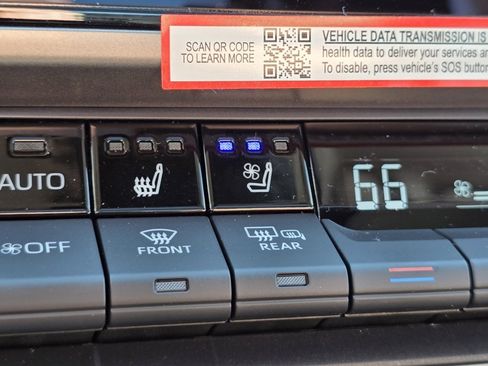 SCAN QR CODE
TO LEARN MORE
VEHICLE DATA TRANSMISSION IS
health data to deliver your services an
To disable, press vehicle's SOS button
AUTO
66
OFF
FRONT
REAR